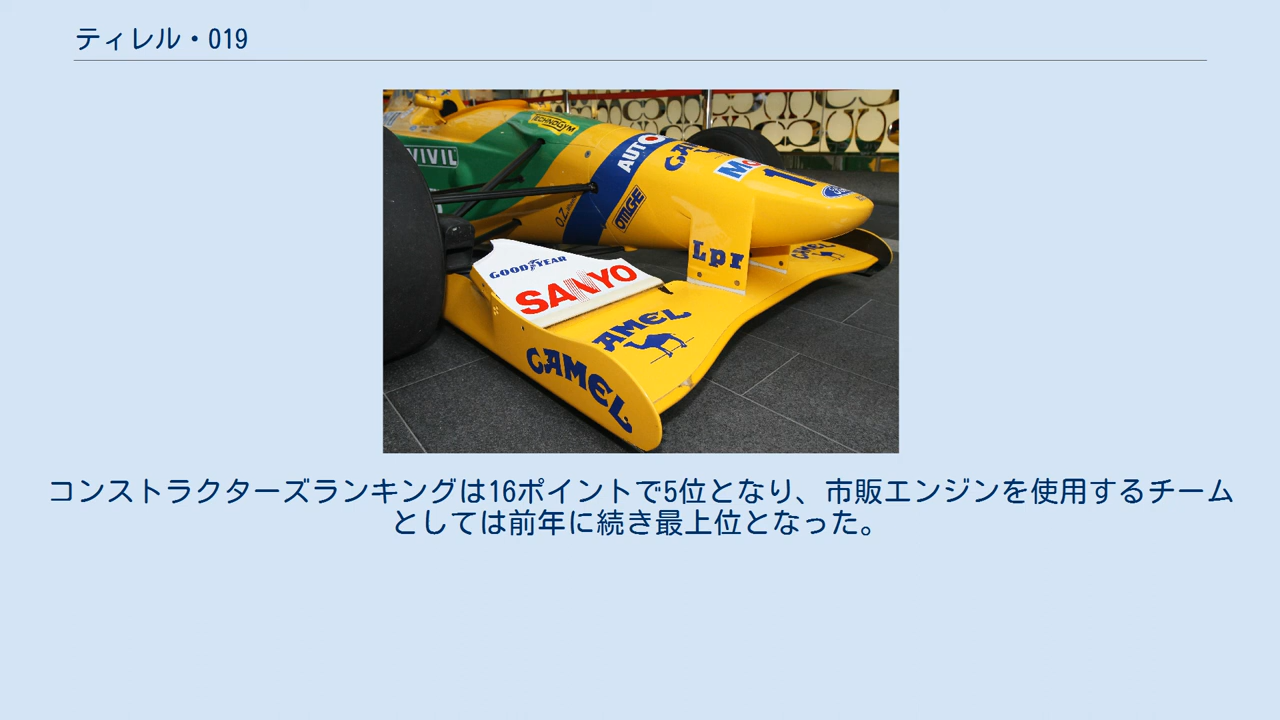 ティレル・019
TECHNOGYM
VIVIL
AUTO
OMGE
Lpr
GOODYEAR
SANYO
CAMEL
AMEL
CAMEL
コンストラクターズランキングは16ポイントで5位となり、市販エンジンを使用するチーム
としては前年に続き最上位となった。